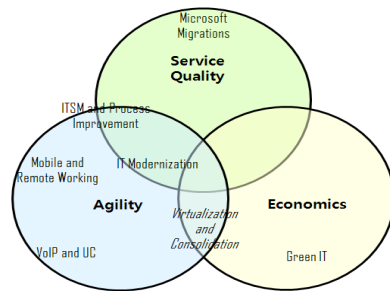 Microsoft
Migrations
Service
Quality
ITSM and Process
Improvement
Mobile and
Remote Working
IT Modernization
Agility
Virtualization
and
Consolidation
Economics
VoIP and UC
Green IT